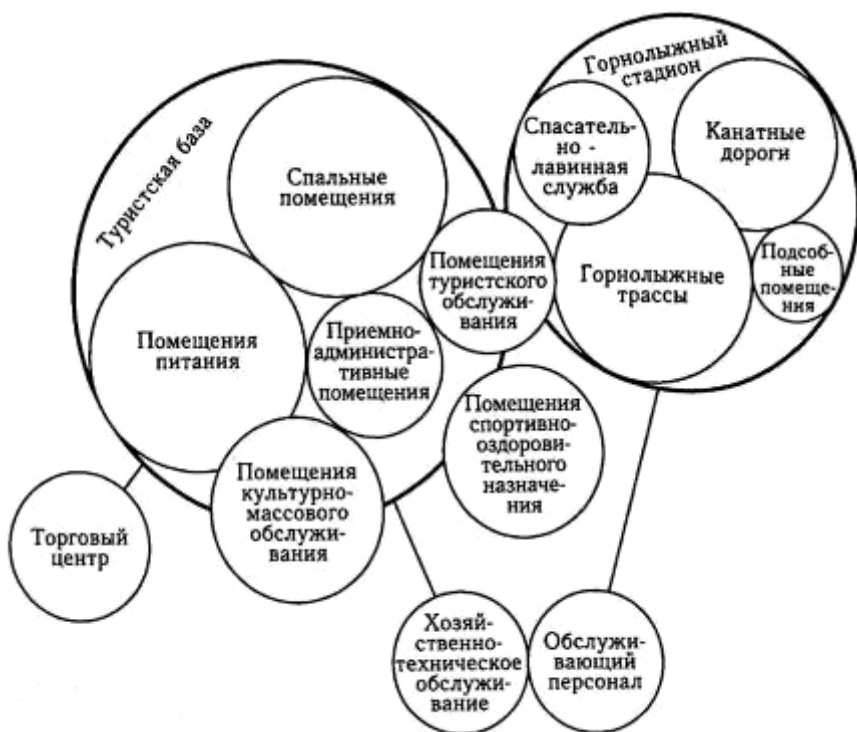 Туристская база
Спальные
помещения
Помещения
питания
Приемно-
администра-
тивные
помещения
Помещения
туристского
обслужи-
вания
Помещения
культурно-
массового
обслужи-
вания
Помещения
спортивно-
оздорови-
тельного
назначе-
ния
Торговый
центр
Горнолыжный
стадион
Спасатель-
но -
лавинная
служба
Канатные
дороги
Горнолыжные
трассы
Подсоб-
ные
помеще-
ния
Хозяй-
ственно-
техническое
обслужи-
вание
Обслужи-
вающий
персонал